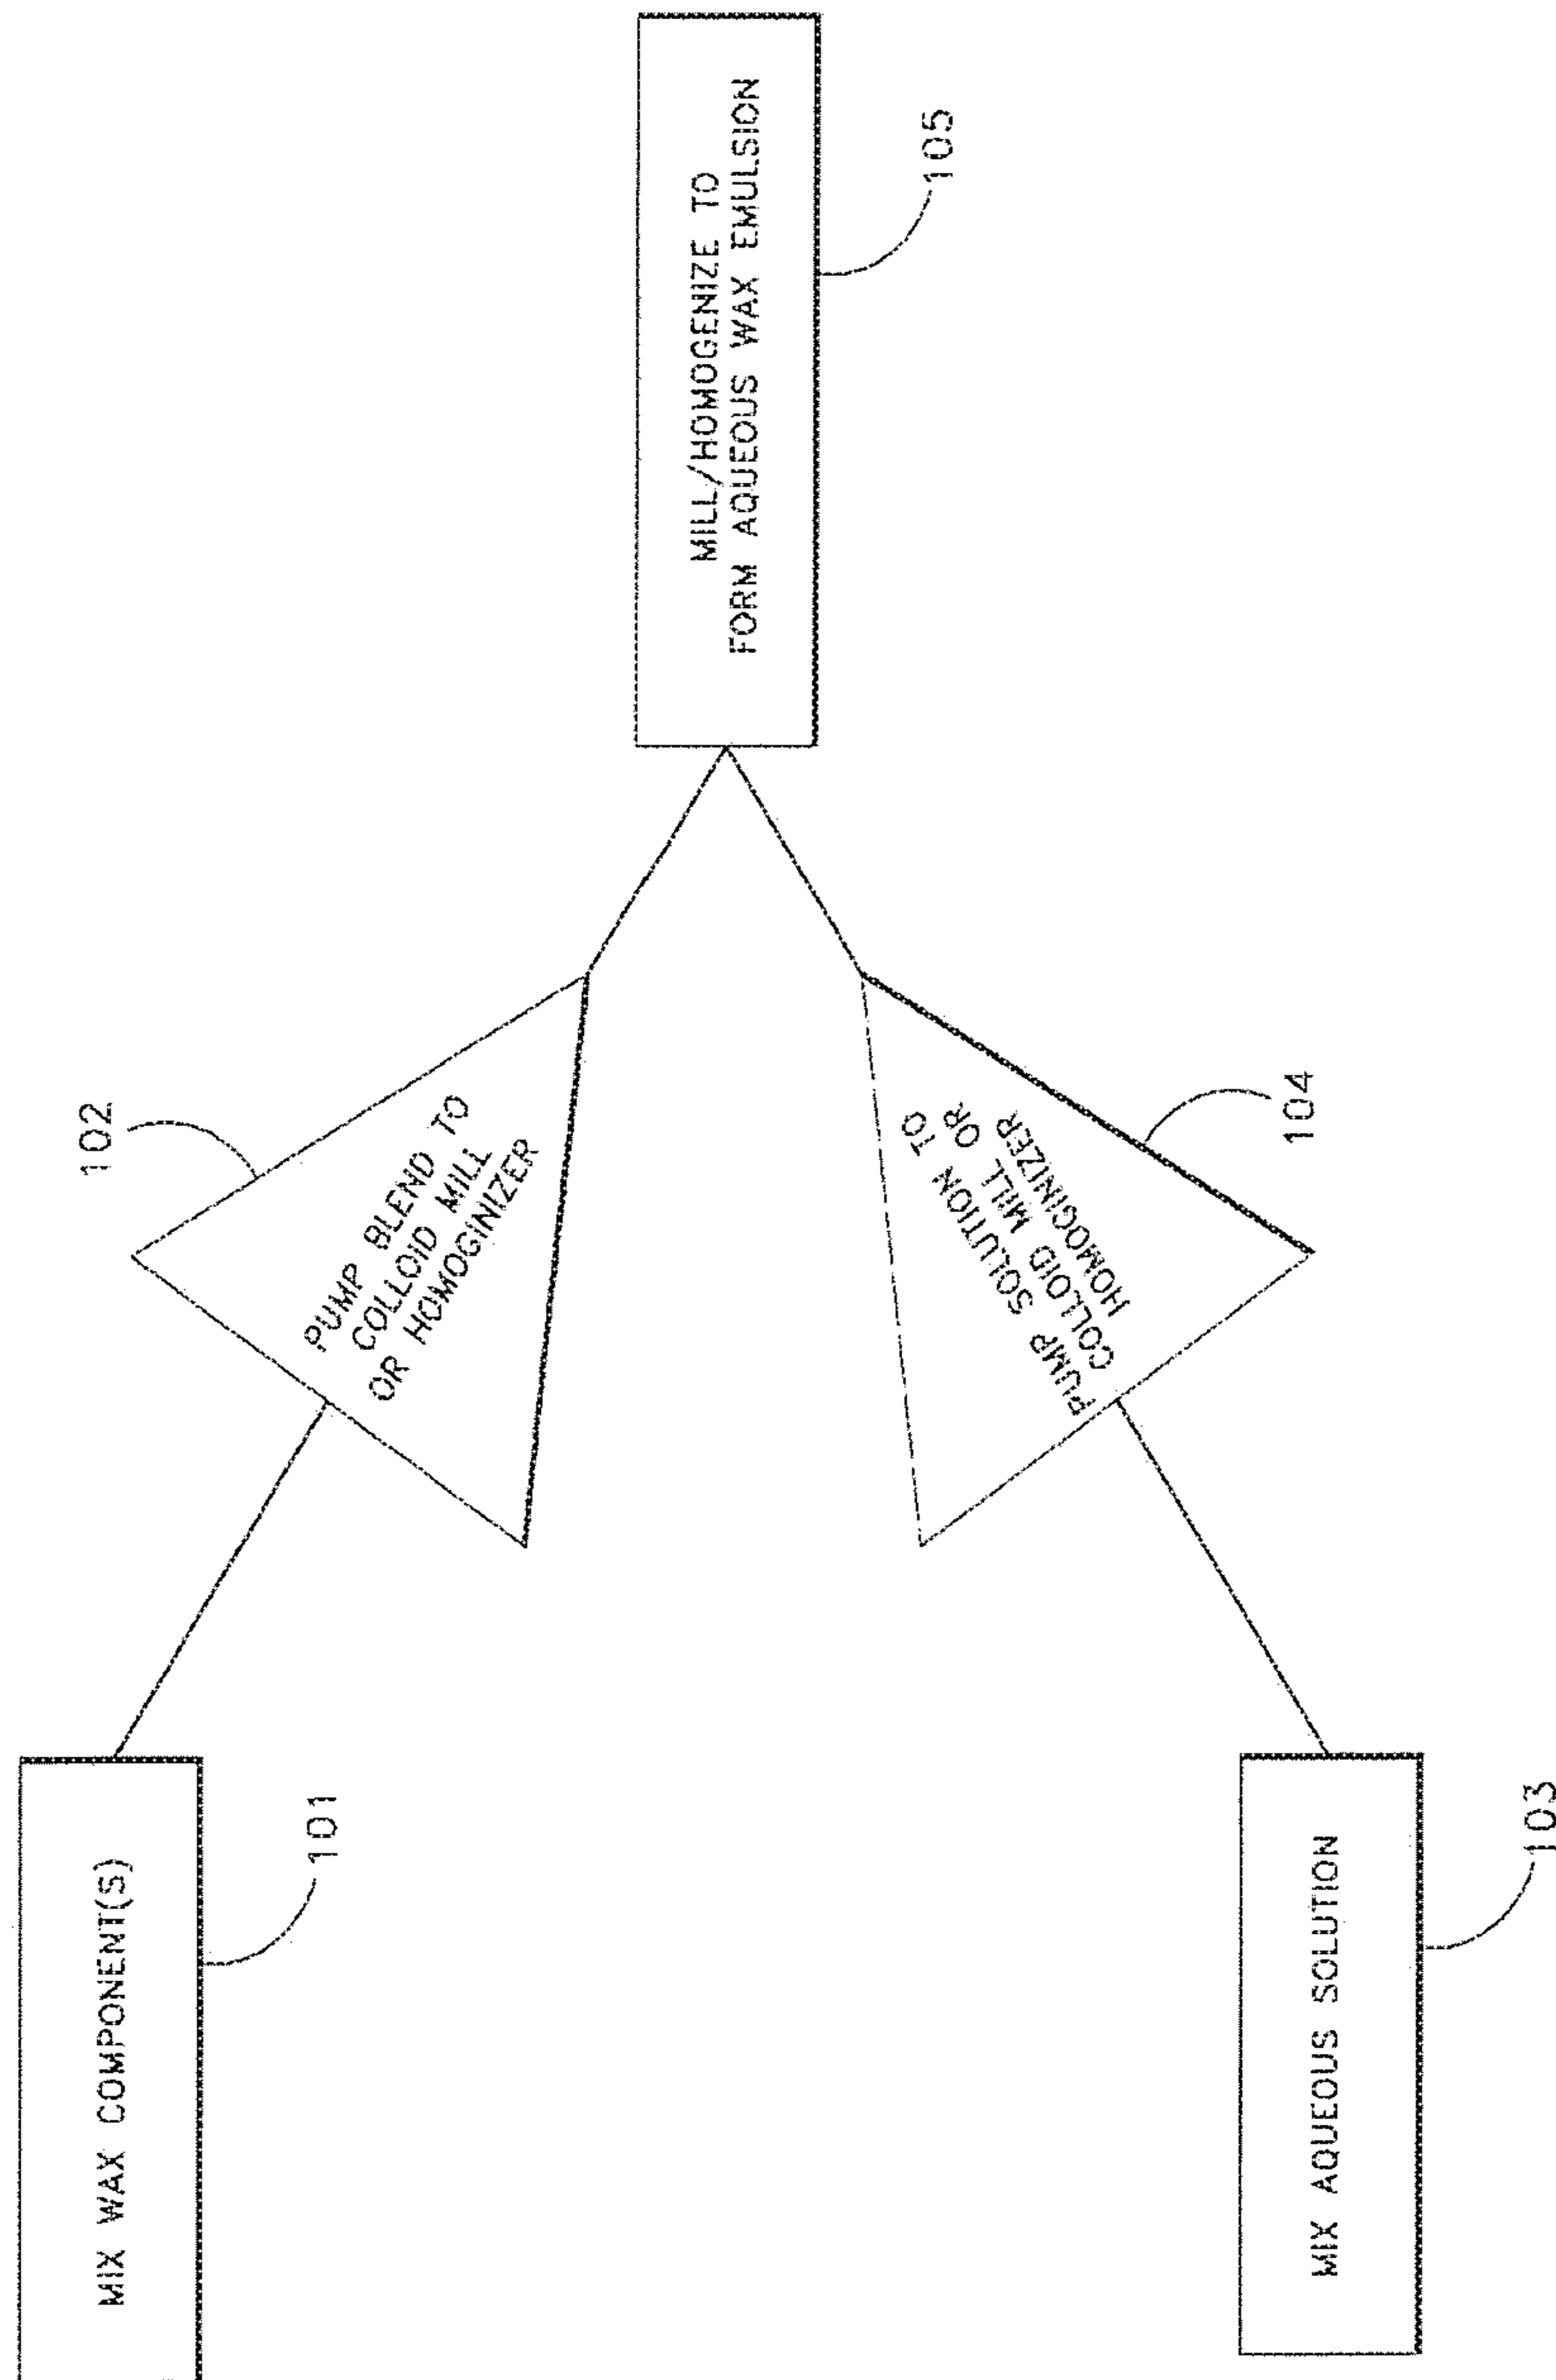 MIX WAX COMPONENT(S)
101
PUMP BLEND TO
COLLOID MILL
OR HOMOGINIZER
102
MIX AQUEOUS SOLUTION
103
PUMP SOLUTION TO
COLLOID MILL OR
HOMOGINIZER
104
MILL/HOMOGENIZE TO
FORM AQUEOUS WAX EMULSION
105